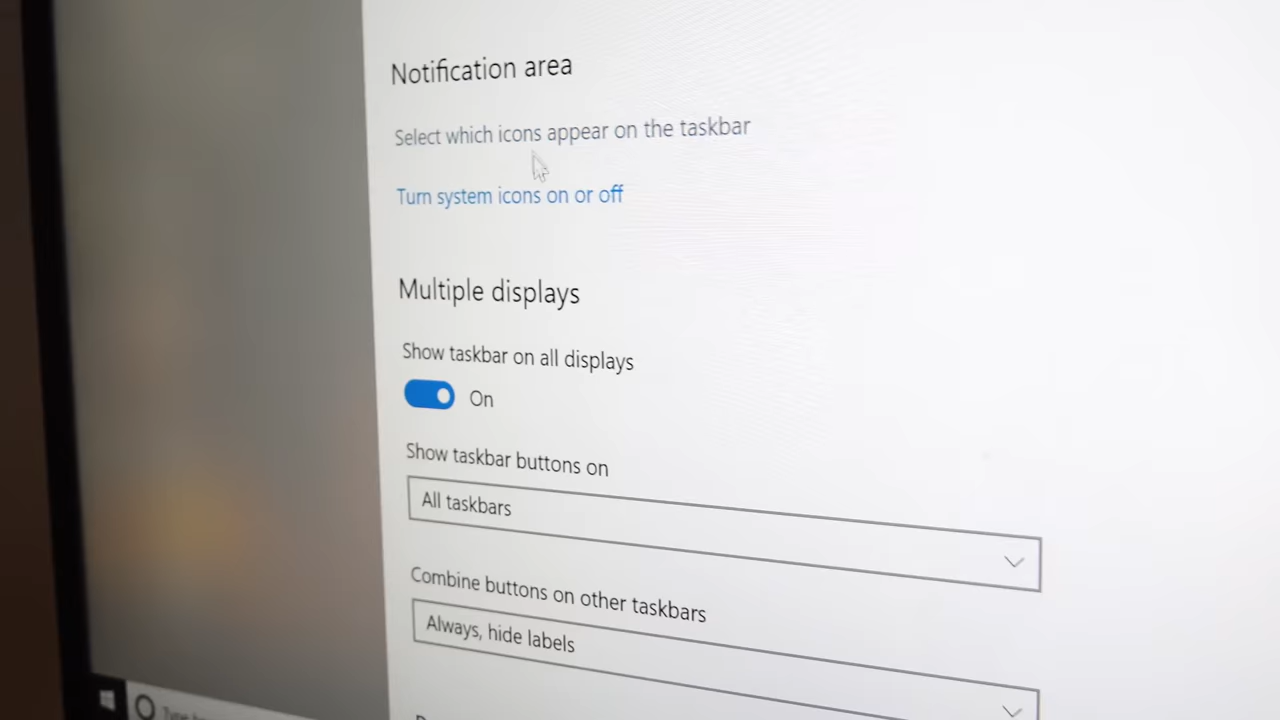 Notification area
Select which icons appear on the taskbar
Turn system icons on or off
Multiple displays
Show taskbar on all displays
On
Show taskbar buttons on
All taskbars
Combine buttons on other taskbars
Always, hide labels
Type